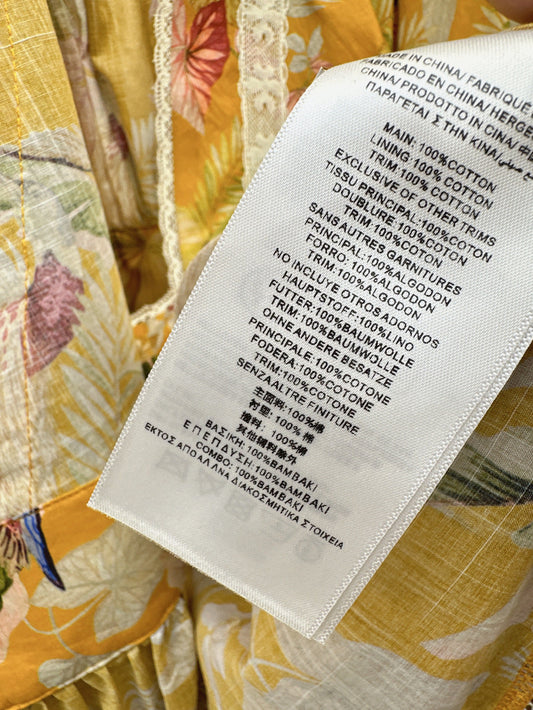 MADE IN CHINA/ FABRIQUÉ
FABRICADO EN CHINA/ HERGE
CHINA/ PRODOTTO IN CINA/ 中
ΠΑΡΑΓΕΤΑΙ ΣΤΗΝ ΚΙΝΑ/
MAIN: 100%COTTON
LINING: 100% COTTON
TRIM: 100%COTTON
EXCLUSIVE OF OTHER TRIMS
TISSU PRINCIPAL:100%COTON
DOUBLURE: 100%COTON
TRIM: 100%COTON
SANS AUTRES GARNITURES
PRINCIPAL:100%ALGODON
FORRO: 100%ALGODON
TRIM: 100%ALGODON
NO INCLUYE OTROS ADORNOS
HAUPTSTOFF:100%LINO
FUTTER:100%BAUMWOLLE
TRIM: 100%BAUMWOLLE
OHNE ANDERE BESATZE
PRINCIPALE:100%COTONE
FODERA: 100%COTONE
TRIM:100%COTONE
SENZA ALTRE FINITURE
主面料: 100%棉
衬里: 100% 棉
撸料: 100%棉
其他辅料除外
ΒΑΣΙΚΗ: 100%ΒΑΜΒΑΚΙ
ΕΠΕΝΔΥΣΗ:100%ΒΑΜΒΑΚΙ
COMBO: 100%ΒΑΜΒΑΚΙ
ΕΚΤΟΣ ΑΠΟ ΑΛΛΑ ΔΙΑΚΟΣΜΗΤΙΚΑ ΣΤΟΙΧΕΙΑ